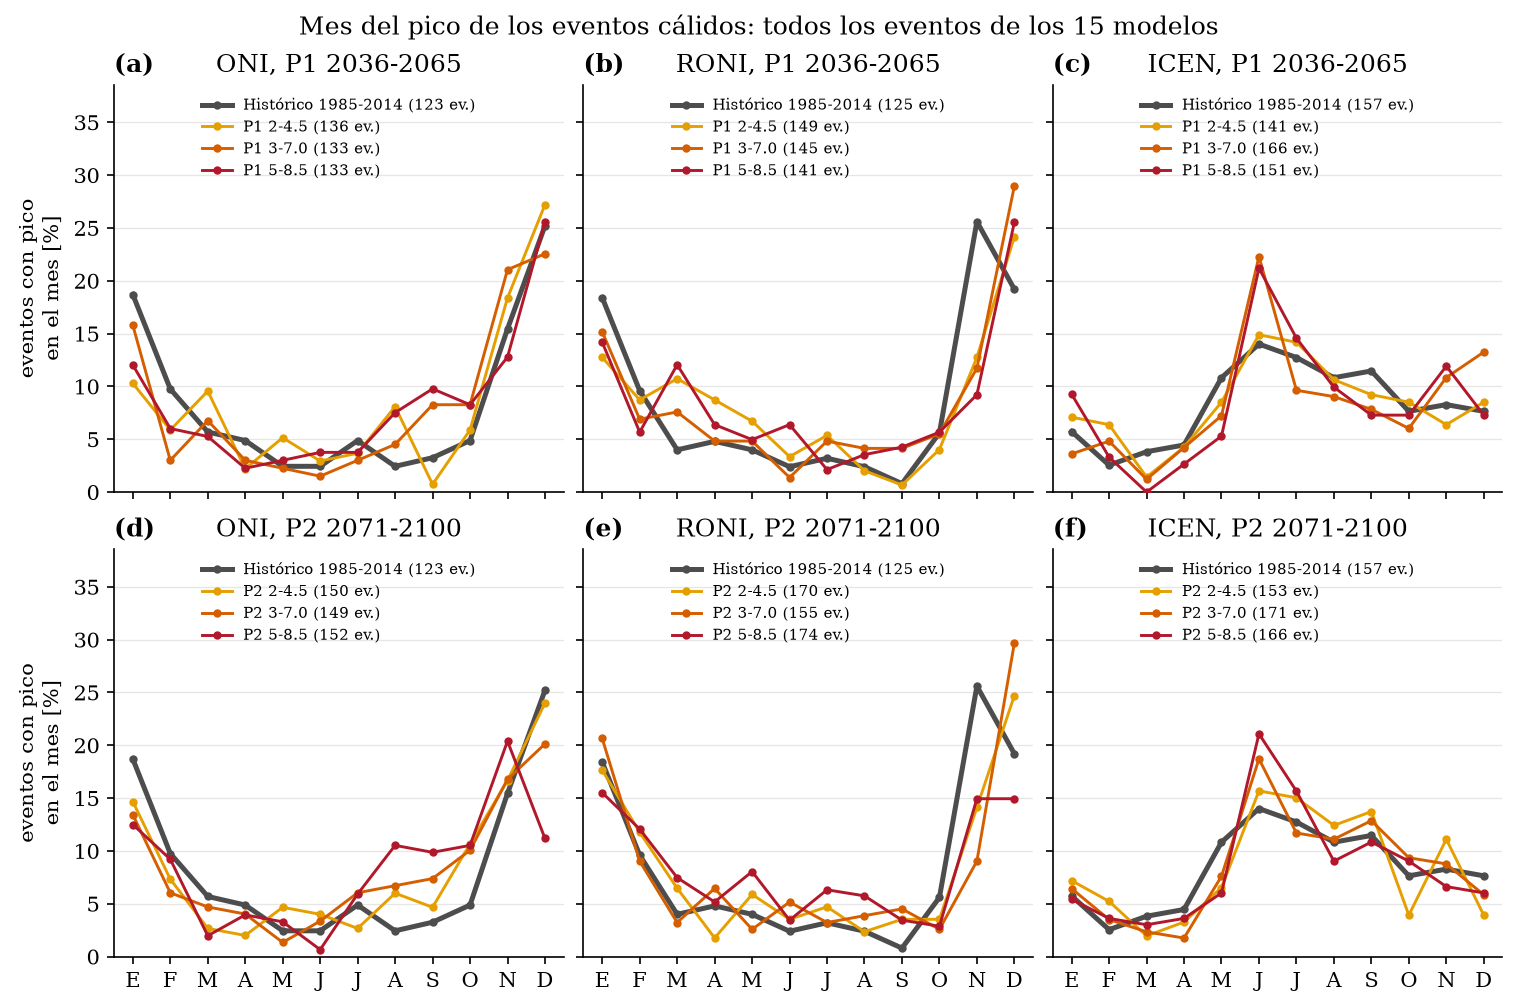 Mes del pico de los eventos cálidos: todos los eventos de los 15 modelos
(a) ONI, P1 2036-2065
Histórico 1985-2014 (123 ev.)
P1 2-4.5 (136 ev.)
P1 3-7.0 (133 ev.)
P1 5-8.5 (133 ev.)
eventos con pico
en el mes [%]
35
30
25
20
15
10
5
0
(b) RONI, P1 2036-2065
Histórico 1985-2014 (125 ev.)
P1 2-4.5 (149 ev.)
P1 3-7.0 (145 ev.)
P1 5-8.5 (141 ev.)
(c) ICEN, P1 2036-2065
Histórico 1985-2014 (157 ev.)
P1 2-4.5 (141 ev.)
P1 3-7.0 (166 ev.)
P1 5-8.5 (151 ev.)
(d) ONI, P2 2071-2100
Histórico 1985-2014 (123 ev.)
P2 2-4.5 (150 ev.)
P2 3-7.0 (149 ev.)
P2 5-8.5 (152 ev.)
eventos con pico
en el mes [%]
35
30
25
20
15
10
5
0
E F M A M J J A S O N D
(e) RONI, P2 2071-2100
Histórico 1985-2014 (125 ev.)
P2 2-4.5 (170 ev.)
P2 3-7.0 (155 ev.)
P2 5-8.5 (174 ev.)
E F M A M J J A S O N D
(f) ICEN, P2 2071-2100
Histórico 1985-2014 (157 ev.)
P2 2-4.5 (153 ev.)
P2 3-7.0 (171 ev.)
P2 5-8.5 (166 ev.)
E F M A M J J A S O N D